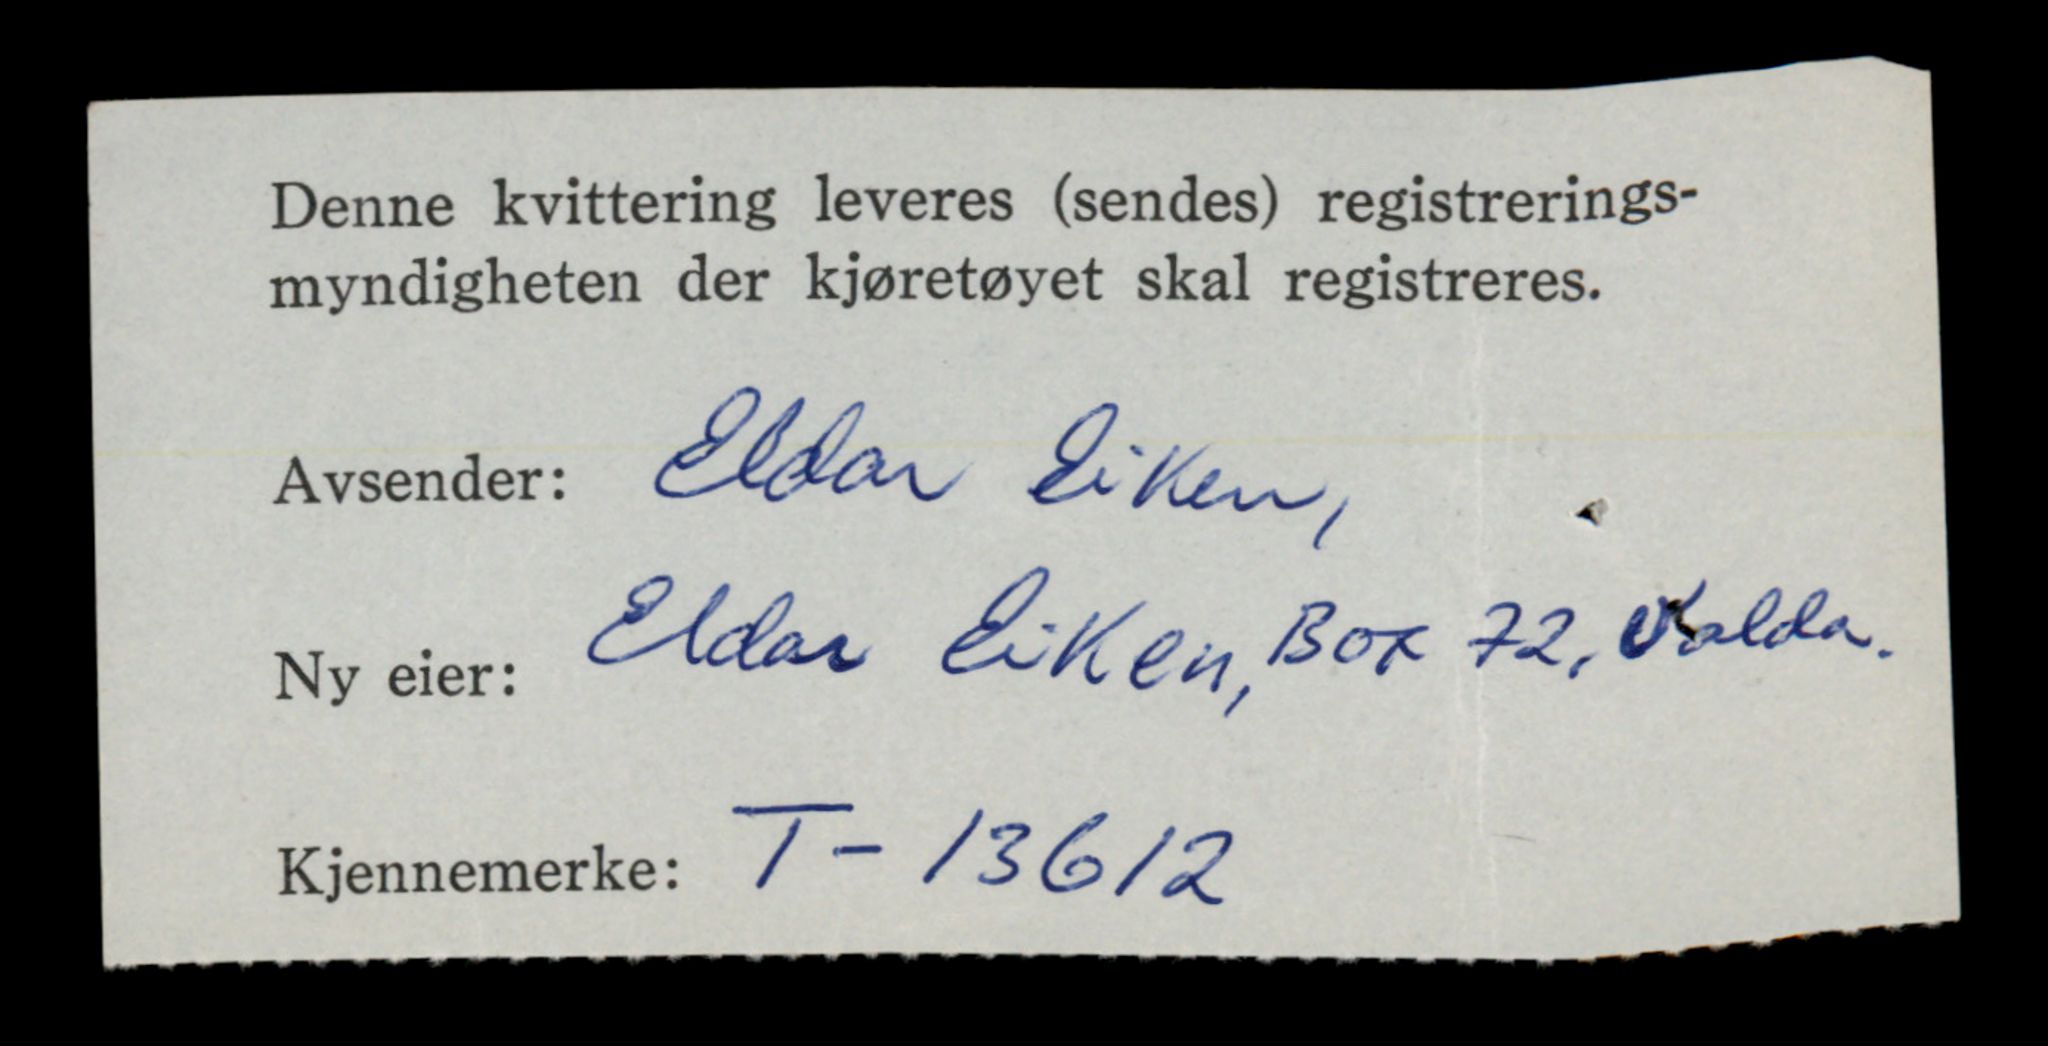 Denne kvittering leveres (sendes) registrerings-
myndigheten der kjøretøyet skal registreres.
Avsender: Eldar Eiken,
Ny eier: Eldar Eiken, Box 72, Valda.
Kjennemerke: T-13612